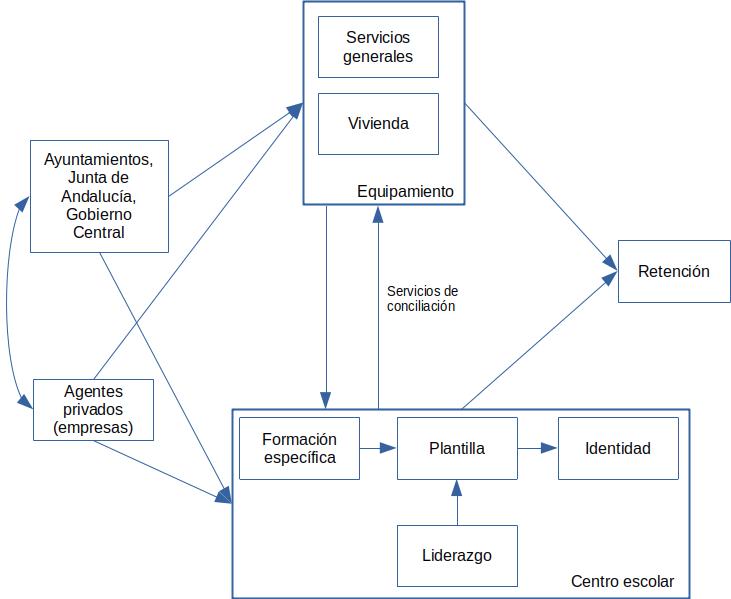 Servicios
generales
Vivienda
Equipamiento
Ayuntamientos,
Junta de
Andalucía,
Gobierno
Central
Retención
Servicios de
conciliación
Agentes
privados
(empresas)
Formación
específica
Plantilla
Identidad
Liderazgo
Centro escolar